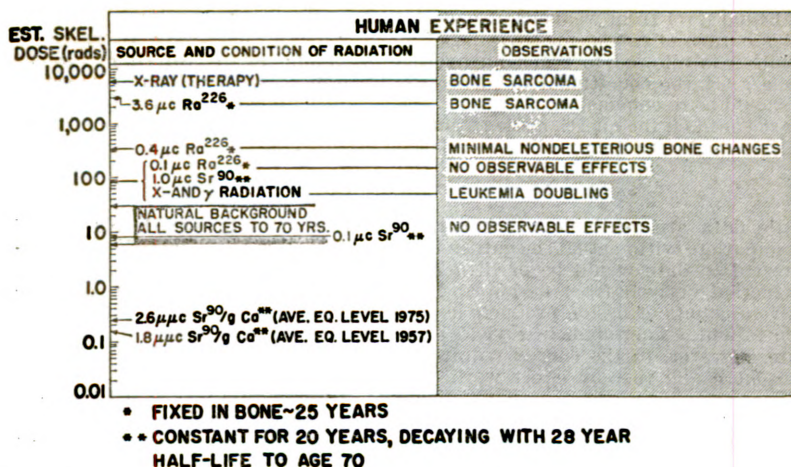 HUMAN EXPERIENCE
EST. SKEL. DOSE (rads)
SOURCE AND CONDITION OF RADIATION
OBSERVATIONS
10,000
X-RAY (THERAPY)
BONE SARCOMA
3.6 μc Ra226 *
BONE SARCOMA
1,000
0.4 μc Ra226 *
MINIMAL NONDELETERIOUS BONE CHANGES
0.1 μc Ra226 *
NO OBSERVABLE EFFECTS
100
1.0 μc Sr90 **
X-AND γ RADIATION
LEUKEMIA DOUBLING
NATURAL BACKGROUND
ALL SOURCES TO 70 YRS.
10
0.1 μc Sr90 **
NO OBSERVABLE EFFECTS
1.0
2.6 μμc Sr90/g Ca** (AVE. EQ. LEVEL 1975)
1.8 μμc Sr90/g Ca** (AVE. EQ. LEVEL 1957)
0.1
0.01
* FIXED IN BONE~25 YEARS
** CONSTANT FOR 20 YEARS, DECAYING WITH 28 YEAR
HALF-LIFE TO AGE 70